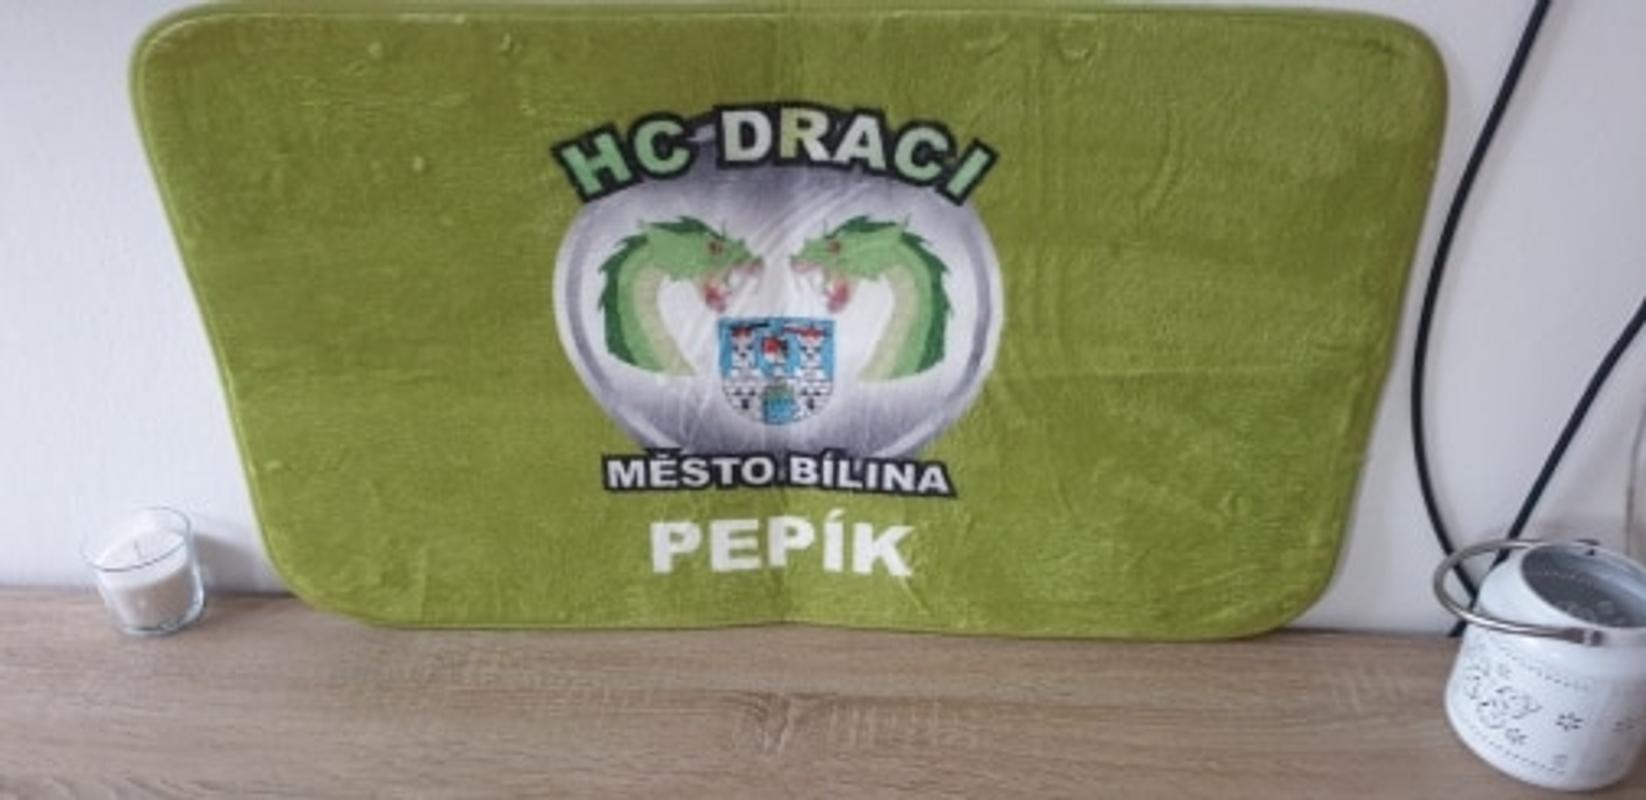 HC DRACI
MĚSTO BÍLINA
PEPÍK